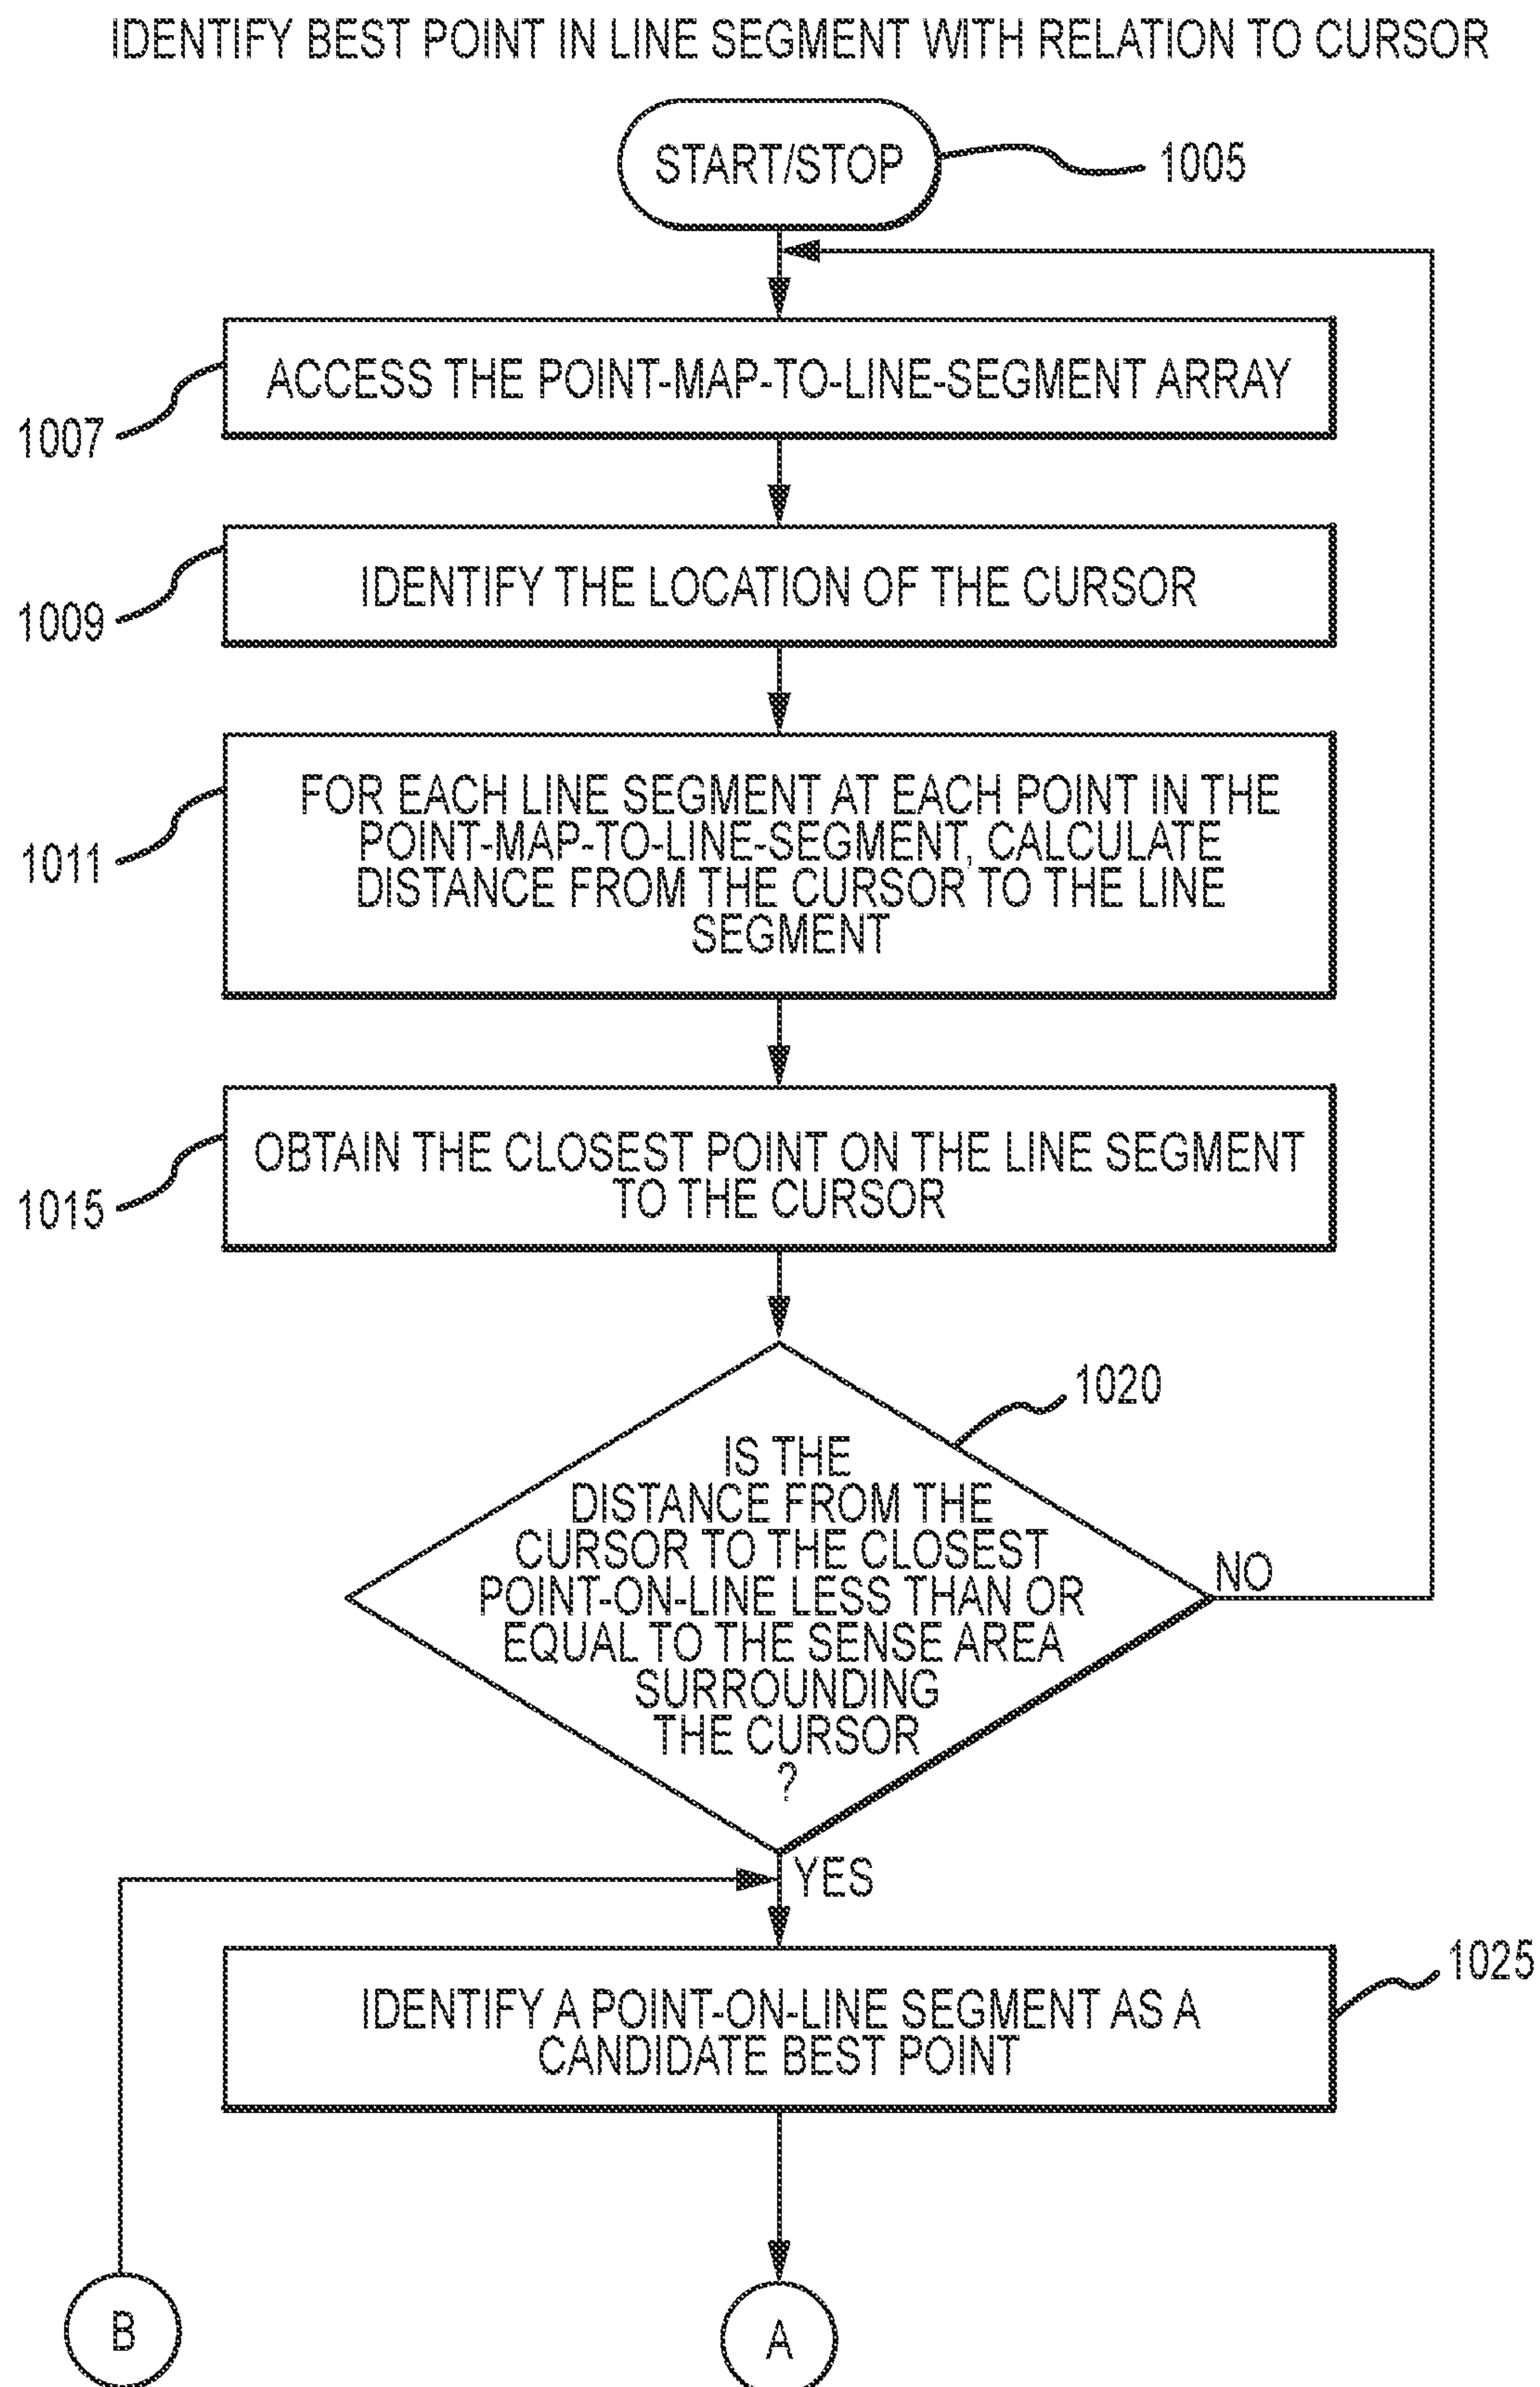 IDENTIFY BEST POINT IN LINE SEGMENT WITH RELATION TO CURSOR
START/STOP
1005
ACCESS THE POINT-MAP-TO-LINE-SEGMENT ARRAY
1007
IDENTIFY THE LOCATION OF THE CURSOR
1009
FOR EACH LINE SEGMENT AT EACH POINT IN THE
POINT-MAP-TO-LINE-SEGMENT, CALCULATE
DISTANCE FROM THE CURSOR TO THE LINE
SEGMENT
1011
OBTAIN THE CLOSEST POINT ON THE LINE SEGMENT
TO THE CURSOR
1015
1020
IS THE
DISTANCE FROM THE
CURSOR TO THE CLOSEST
POINT-ON-LINE LESS THAN OR
EQUAL TO THE SENSE AREA
SURROUNDING
THE CURSOR
?
NO
YES
1025
IDENTIFY A POINT-ON-LINE SEGMENT AS A
CANDIDATE BEST POINT
B
A